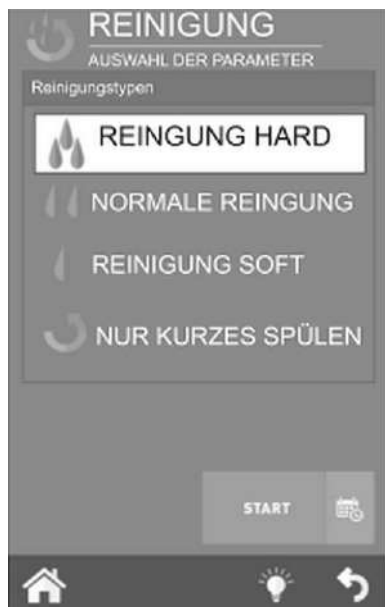 REINIGUNG
AUSWAHL DER PARAMETER
Reinigungstypen
REINGUNG HARD
NORMALE REINGUNG
REINIGUNG SOFT
NUR KURZES SPÜLEN
START